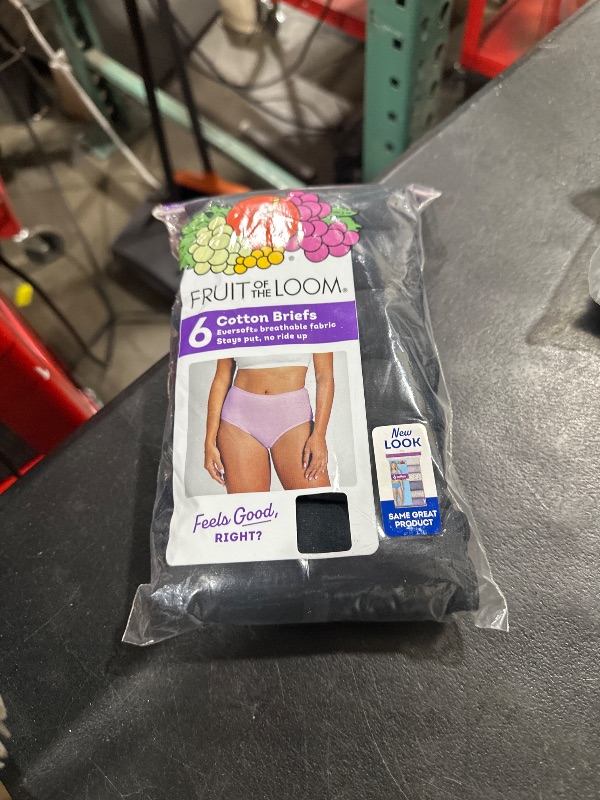 FRUIT OF THE LOOM®
6 Cotton Briefs
Eversoft® breathable fabric
Stays put, no ride up
Feels Good,
RIGHT?
New
LOOK
SAME GREAT
PRODUCT